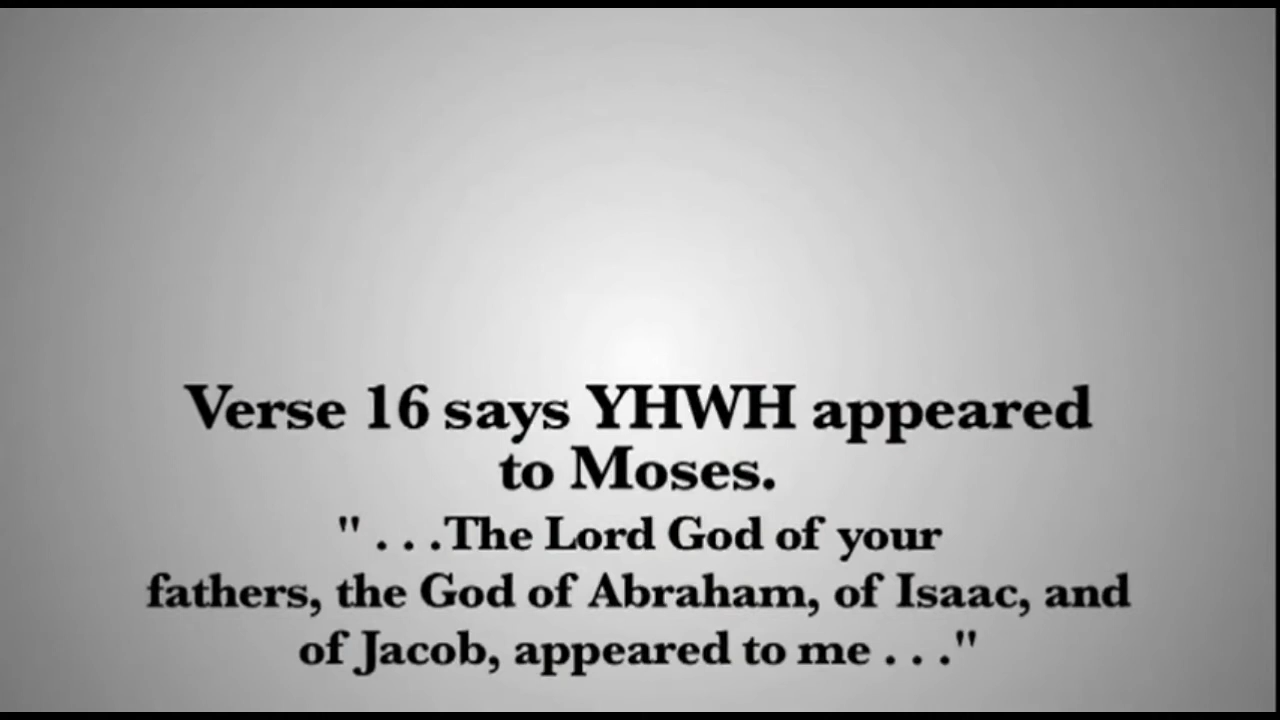 Verse 16 says YHWH appeared
to Moses.
" . . .The Lord God of your
fathers, the God of Abraham, of Isaac, and
of Jacob, appeared to me . . ."